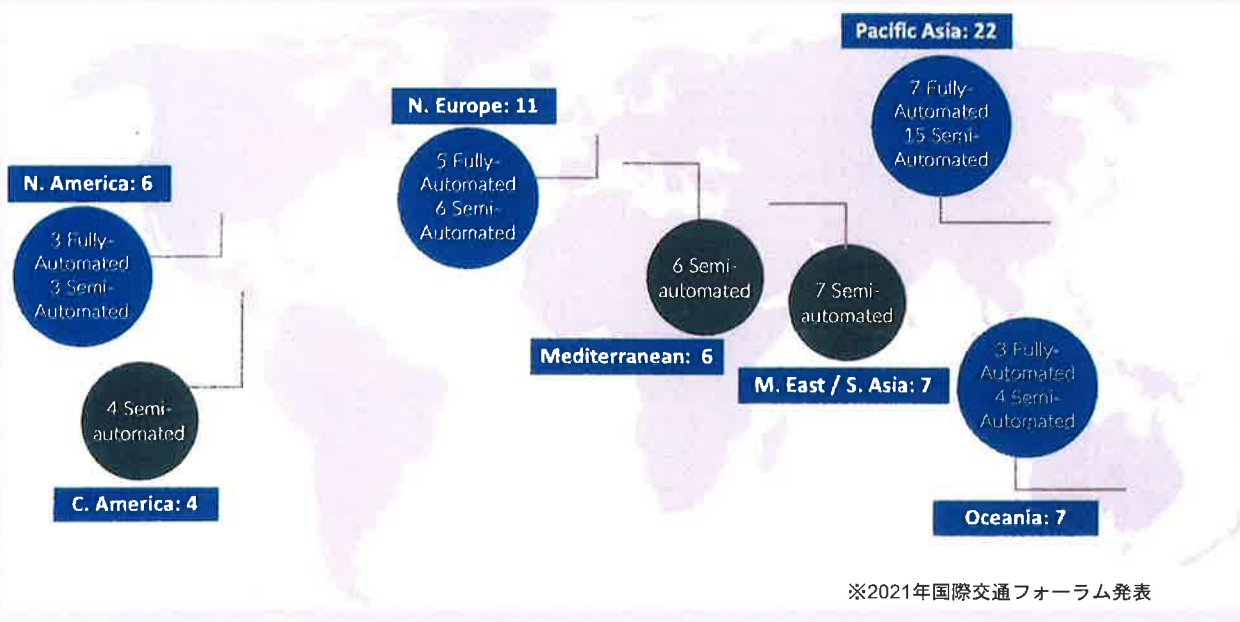 Pacific Asia: 22
7 Fully-
Automated
15 Semi-
Automated
N. Europe: 11
5 Fully-
Automated
6 Semi-
Automated
N. America: 6
3 Fully-
Automated
3 Semi-
Automated
6 Semi-
automated
Mediterranean: 6
7 Semi-
automated
M. East / S. Asia: 7
3 Fully-
Automated
4 Semi-
Automated
Oceania: 7
4 Semi-
automated
C. America: 4
※2021年国際交通フォーラム発表